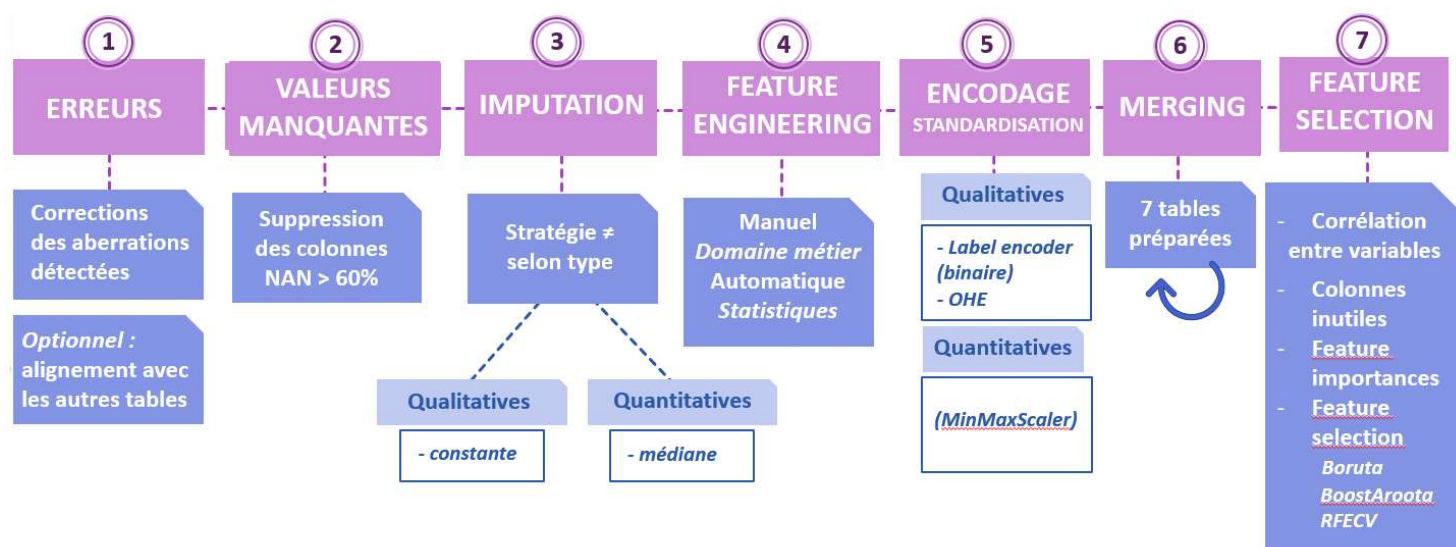 1
ERREURS
Corrections
des aberrations
détectées
Optionnel :
alignement avec
les autres tables
2
VALEURS
MANQUANTES
Suppression
des colonnes
NAN > 60%
3
IMPUTATION
Stratégie ≠
selon type
Qualitatives
- constante
Quantitatives
- médiane
4
FEATURE
ENGINEERING
Manuel
Domaine métier
Automatique
Statistiques
5
ENCODAGE
STANDARDISATION
Qualitatives
- Label encoder
(binaire)
- OHE
Quantitatives
(MinMaxScaler)
6
MERGING
7 tables
préparées
7
FEATURE
SELECTION
- Corrélation
entre variables
- Colonnes
inutiles
- Feature
importances
- Feature
selection
Boruta
BoostAroota
RFECV